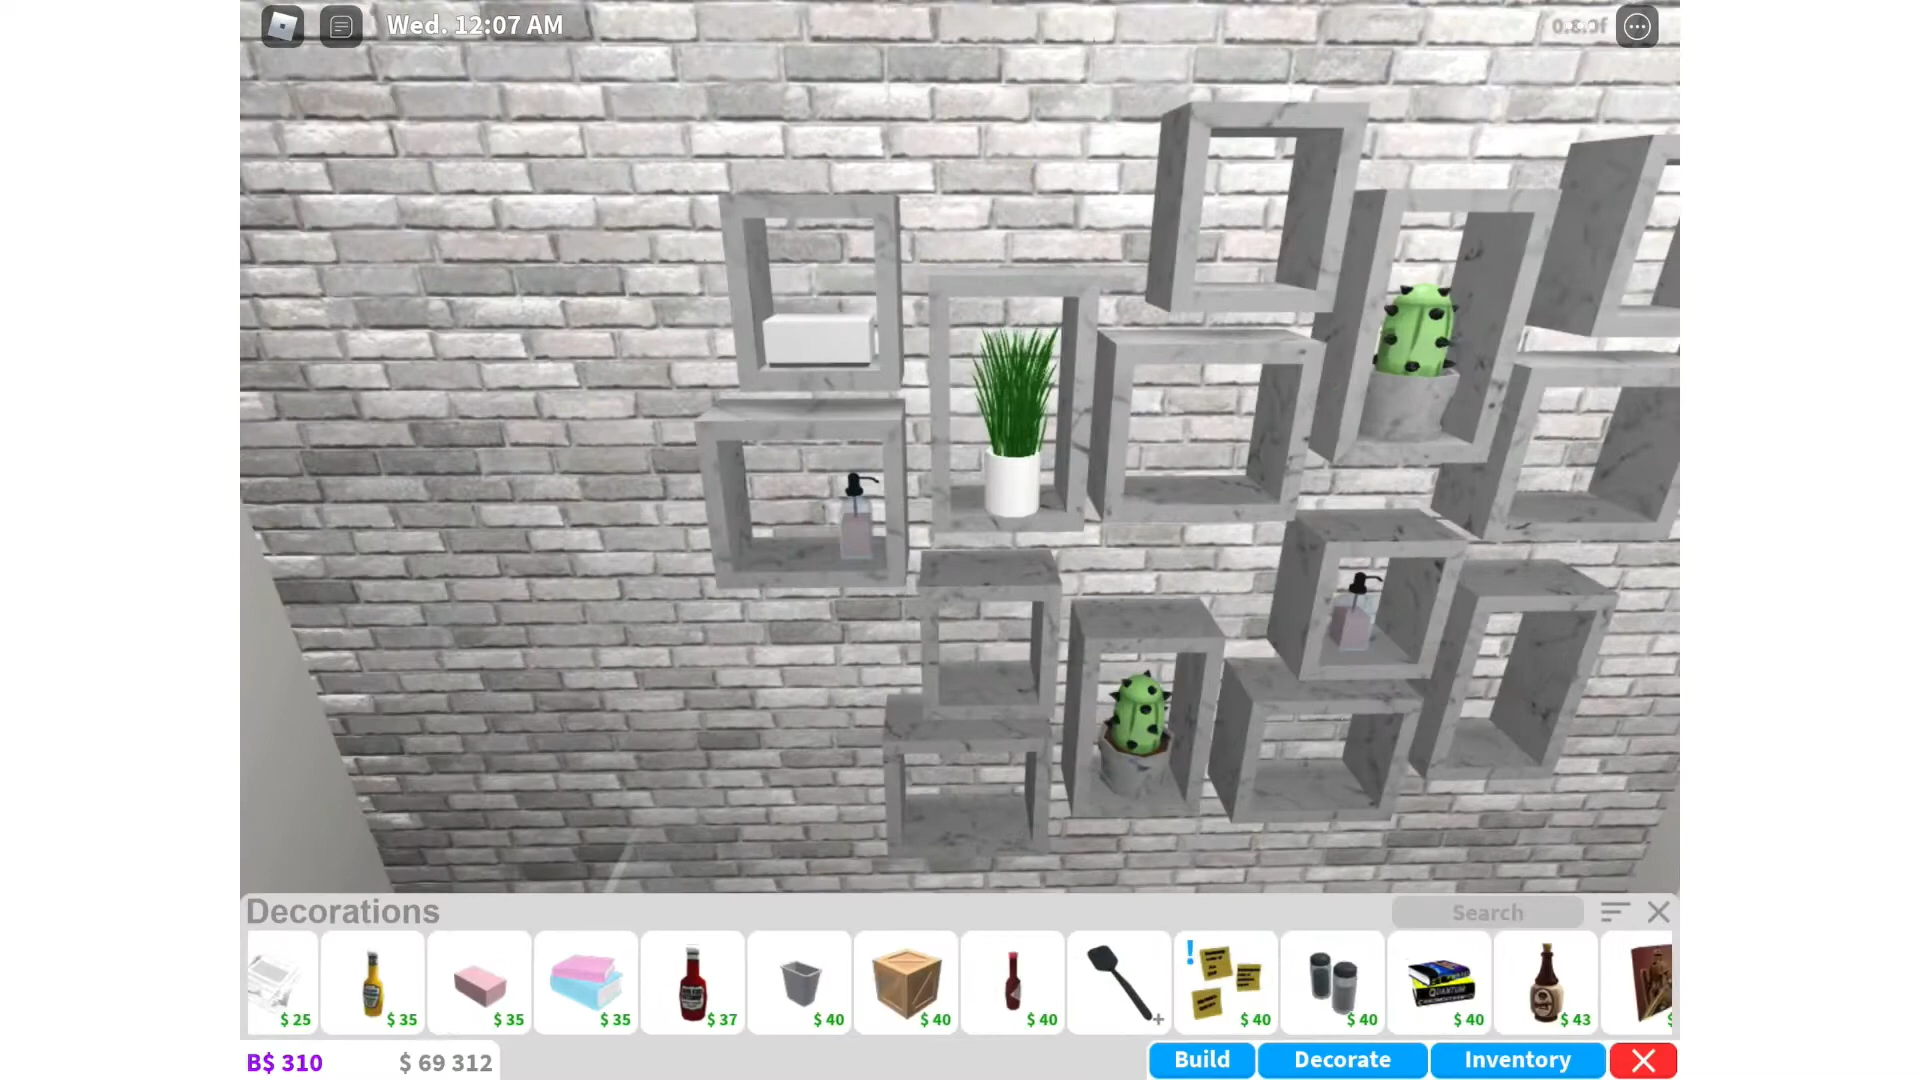 Wed. 12:07 AM
Decorations
Search
$ 25
$ 35
$ 35
$ 35
$ 37
$ 40
$ 40
$ 40
$ 40
$ 40
QUANTUM
$ 40
$ 43
B$ 310
$ 69 312
Build
Decorate
Inventory